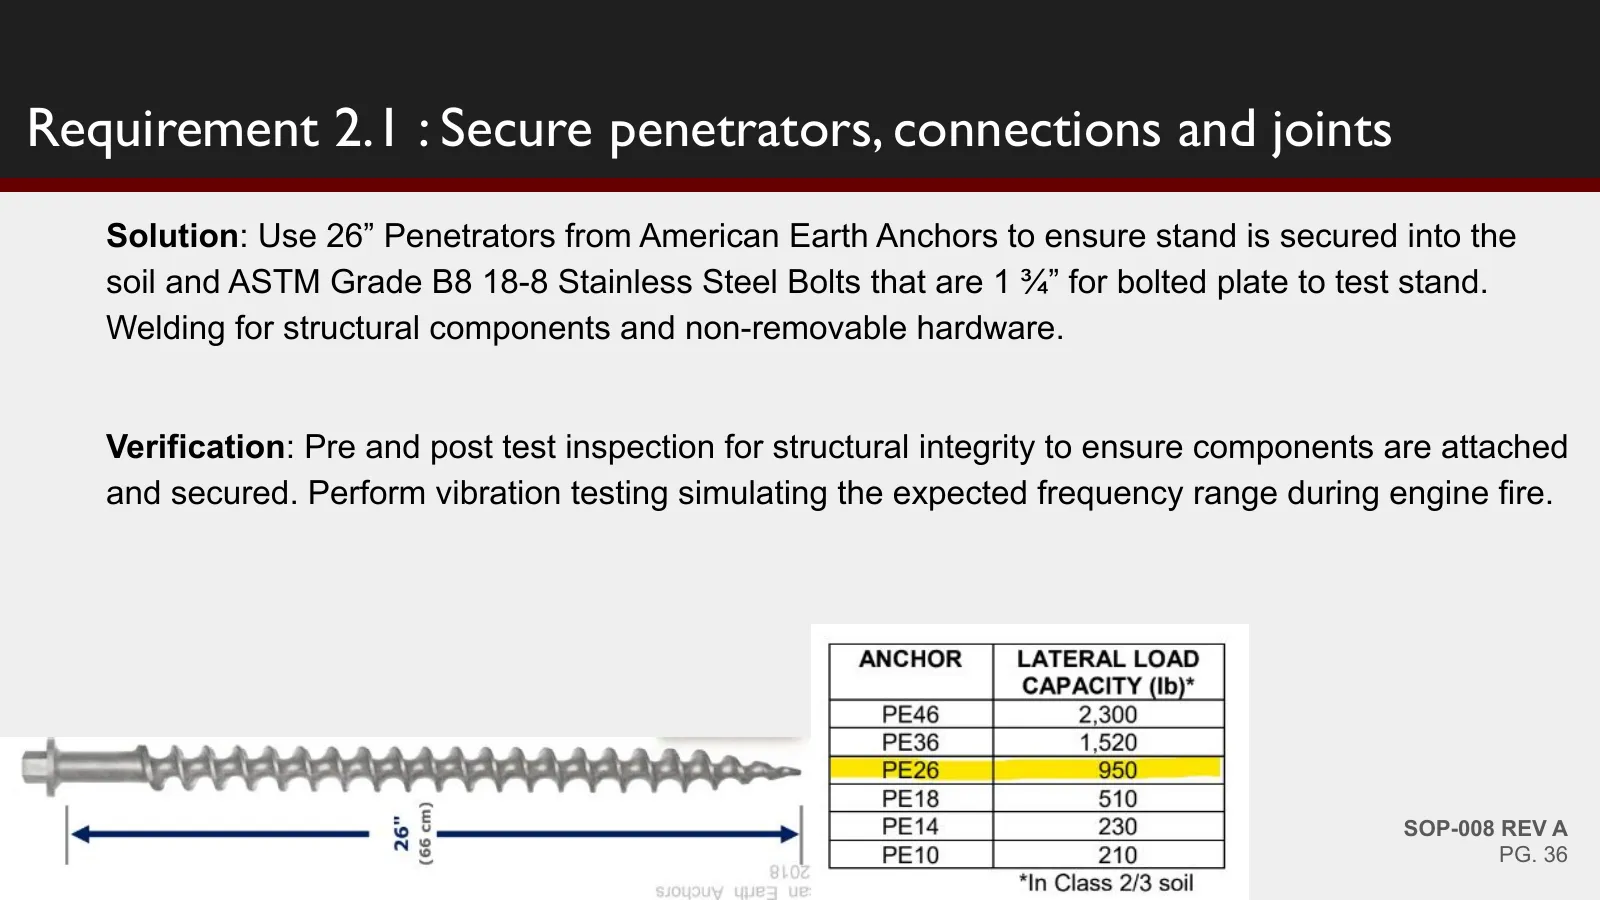 Requirement 2.1 : Secure penetrators, connections and joints
Solution: Use 26” Penetrators from American Earth Anchors to ensure stand is secured into the
soil and ASTM Grade B8 18-8 Stainless Steel Bolts that are 1 ¾” for bolted plate to test stand.
Welding for structural components and non-removable hardware.
Verification: Pre and post test inspection for structural integrity to ensure components are attached
and secured. Perform vibration testing simulating the expected frequency range during engine fire.
26"
(66 cm)
2018
an Earth Anchors
ANCHOR LATERAL LOAD
CAPACITY (lb)*
PE46 2,300
PE36 1,520
PE26 950
PE18 510
PE14 230
PE10 210
*In Class 2/3 soil
SOP-008 REV A
PG. 36